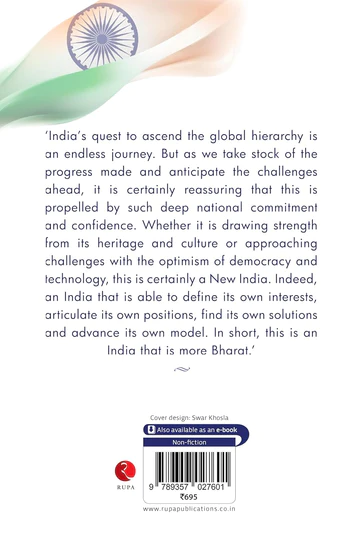 ‘India’s quest to ascend the global hierarchy is
an endless journey. But as we take stock of the
progress made and anticipate the challenges
ahead, it is certainly reassuring that this is
propelled by such deep national commitment
and confidence. Whether it is drawing strength
from its heritage and culture or approaching
challenges with the optimism of democracy and
technology, this is certainly a New India. Indeed,
an India that is able to define its own interests,
articulate its own positions, find its own solutions
and advance its own model. In short, this is an
India that is more Bharat.’
Cover design: Swar Khosla
Also available as an e-book
Non-fiction
RUPA
9 789357 027601
₹695
www.rupapublications.co.in